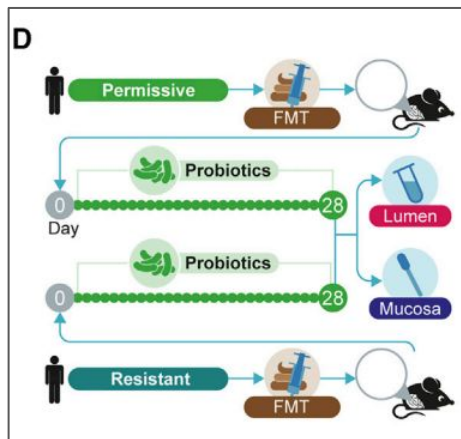 D
Permissive
FMT
Probiotics
0
28
Day
Lumen
Probiotics
0
28
Mucosa
Resistant
FMT